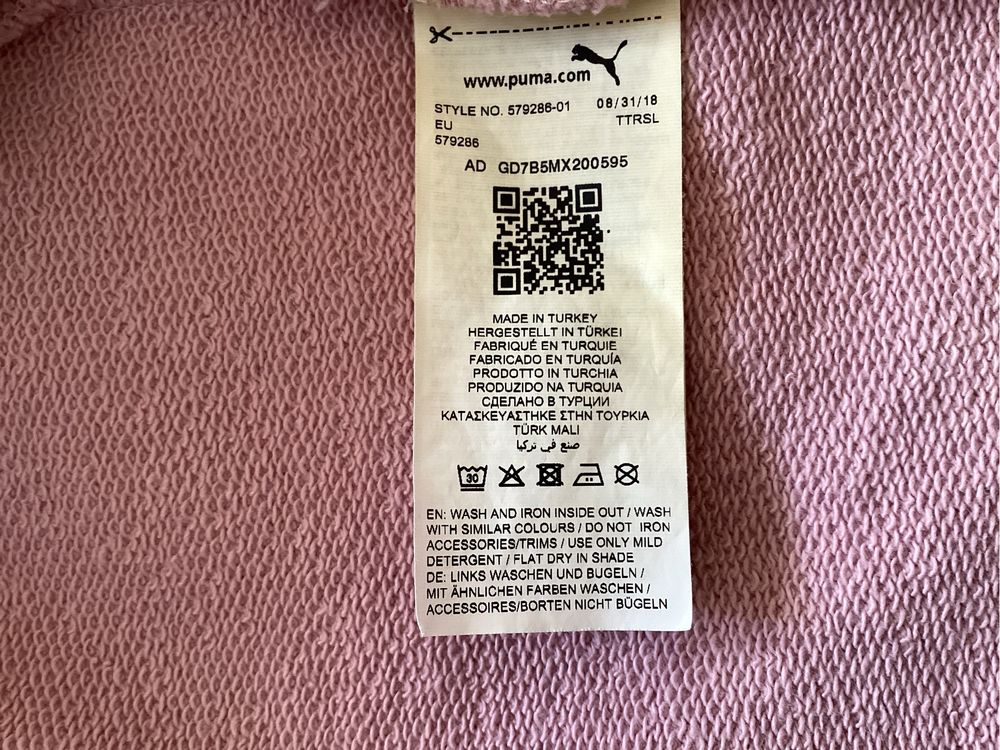 www.puma.com
STYLE NO. 579286-01 08/31/18
EU TTRSL
579286
AD GD7B5MX200595
MADE IN TURKEY
HERGESTELLT IN TÜRKEI
FABRIQUÉ EN TURQUIE
FABRICADO EN TURQUÍA
PRODOTTO IN TURCHIA
PRODUZIDO NA TURQUIA
СДЕЛАНО В ТУРЦИИ
ΚΑΤΑΣΚΕΥΑΣΤΗΚΕ ΣΤΗΝ ΤΟΥΡΚΙΑ
TÜRK MALI
صنع في تركيا
30
EN: WASH AND IRON INSIDE OUT / WASH
WITH SIMILAR COLOURS / DO NOT IRON
ACCESSORIES/TRIMS / USE ONLY MILD
DETERGENT / FLAT DRY IN SHADE
DE: LINKS WASCHEN UND BUGELN /
MIT ÄHNLICHEN FARBEN WASCHEN /
ACCESSOIRES/BORTEN NICHT BÜGELN